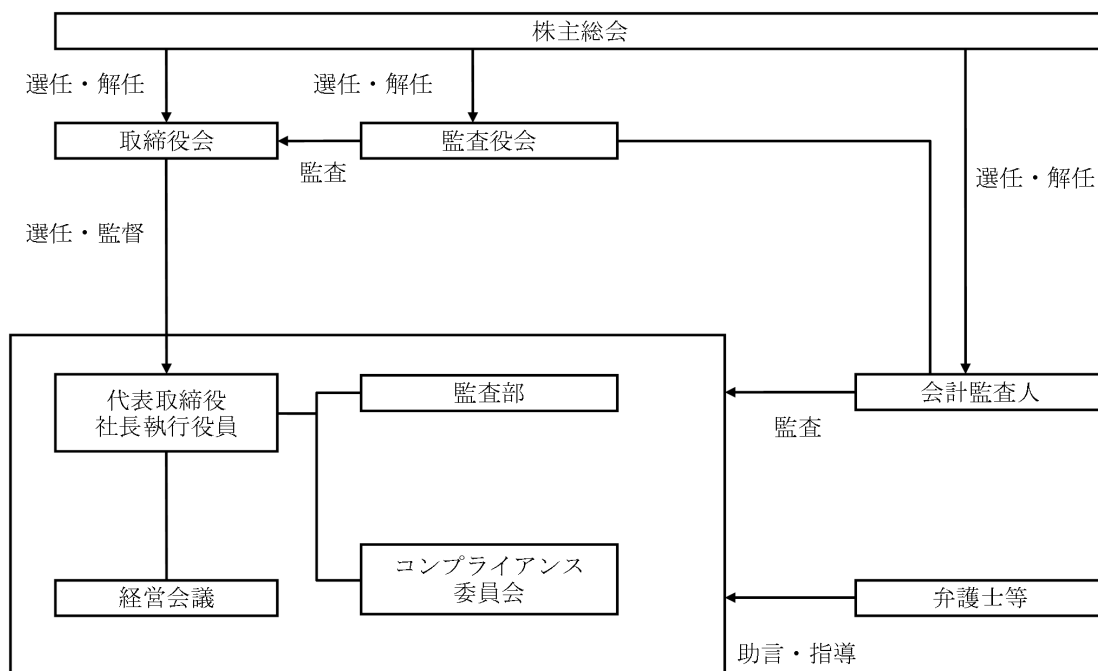 株主総会
選任・解任
選任・解任
取締役会
監査役会
監査
選任・解任
選任・監督
代表取締役
社長執行役員
監査部
会計監査人
監査
コンプライアンス
委員会
経営会議
弁護士等
助言・指導